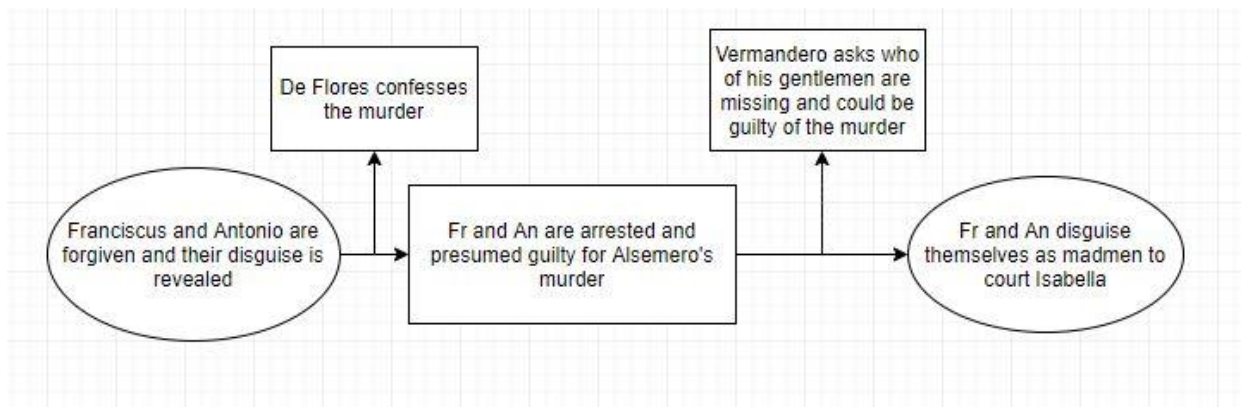 De Flores confesses
the murder
Vermandero asks who
of his gentlemen are
missing and could be
guilty of the murder
Franciscus and Antonio are
forgiven and their disguise is
revealed
Fr and An are arrested and
presumed guilty for Alsemero's
murder
Fr and An disguise
themselves as madmen to
court Isabella